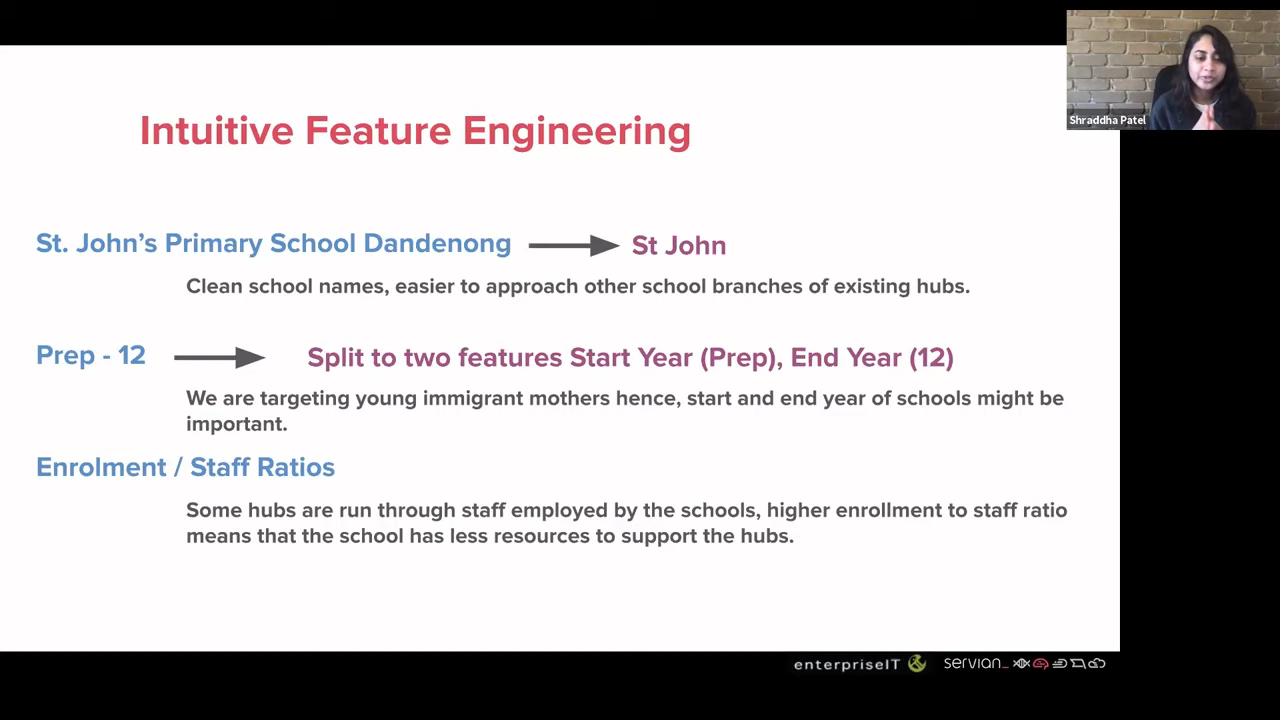 Intuitive Feature Engineering
Shraddha Patel
St. John’s Primary School Dandenong
St John
Clean school names, easier to approach other school branches of existing hubs.
Prep - 12
Split to two features Start Year (Prep), End Year (12)
We are targeting young immigrant mothers hence, start and end year of schools might be
important.
Enrolment / Staff Ratios
Some hubs are run through staff employed by the schools, higher enrollment to staff ratio
means that the school has less resources to support the hubs.
enterpriseIT
servian_